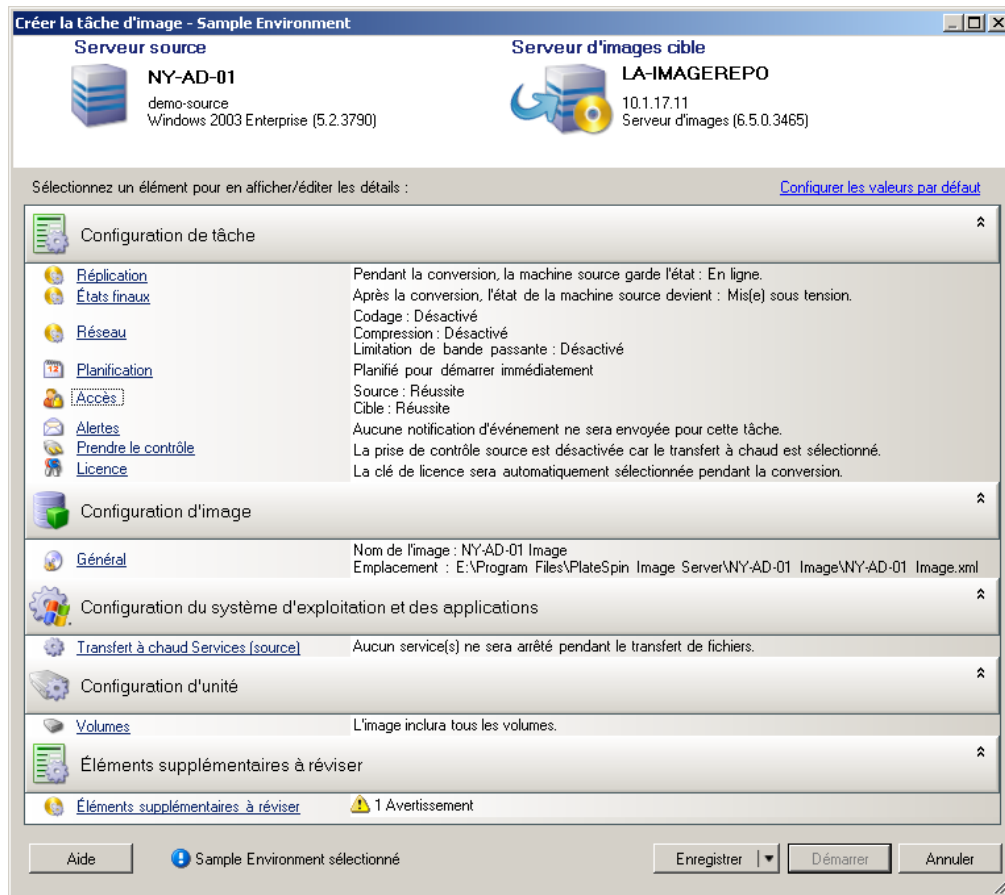 Créer la tâche d'image - Sample Environment
Serveur source
NY-AD-01
demo-source
Windows 2003 Enterprise (5.2.3790)
Serveur d'images cible
LA-IMAGEREPO
10.1.17.11
Serveur d'images (6.5.0.3465)
Sélectionnez un élément pour en afficher/éditer les détails :
Configurer les valeurs par défaut
Configuration de tâche
Réplication
Pendant la conversion, la machine source garde l'état : En ligne.
États finaux
Après la conversion, l'état de la machine source devient : Mis(e) sous tension.
Réseau
Codage : Désactivé
Compression : Désactivé
Limitation de bande passante : Désactivé
Planification
Planifié pour démarrer immédiatement
Accès
Source : Réussite
Cible : Réussite
Alertes
Aucune notification d'événement ne sera envoyée pour cette tâche.
Prendre le contrôle
La prise de contrôle source est désactivée car le transfert à chaud est sélectionné.
Licence
La clé de licence sera automatiquement sélectionnée pendant la conversion.
Configuration d'image
Général
Nom de l'image : NY-AD-01 Image
Emplacement : E:\Program Files\PlateSpin Image Server\NY-AD-01 Image\NY-AD-01 Image.xml
Configuration du système d'exploitation et des applications
Transfert à chaud Services (source)
Aucun service(s) ne sera arrêté pendant le transfert de fichiers.
Configuration d'unité
Volumes
L'image inclura tous les volumes.
Éléments supplémentaires à réviser
Éléments supplémentaires à réviser
1 Avertissement
Aide
Sample Environment sélectionné
Enregistrer
Démarrer
Annuler